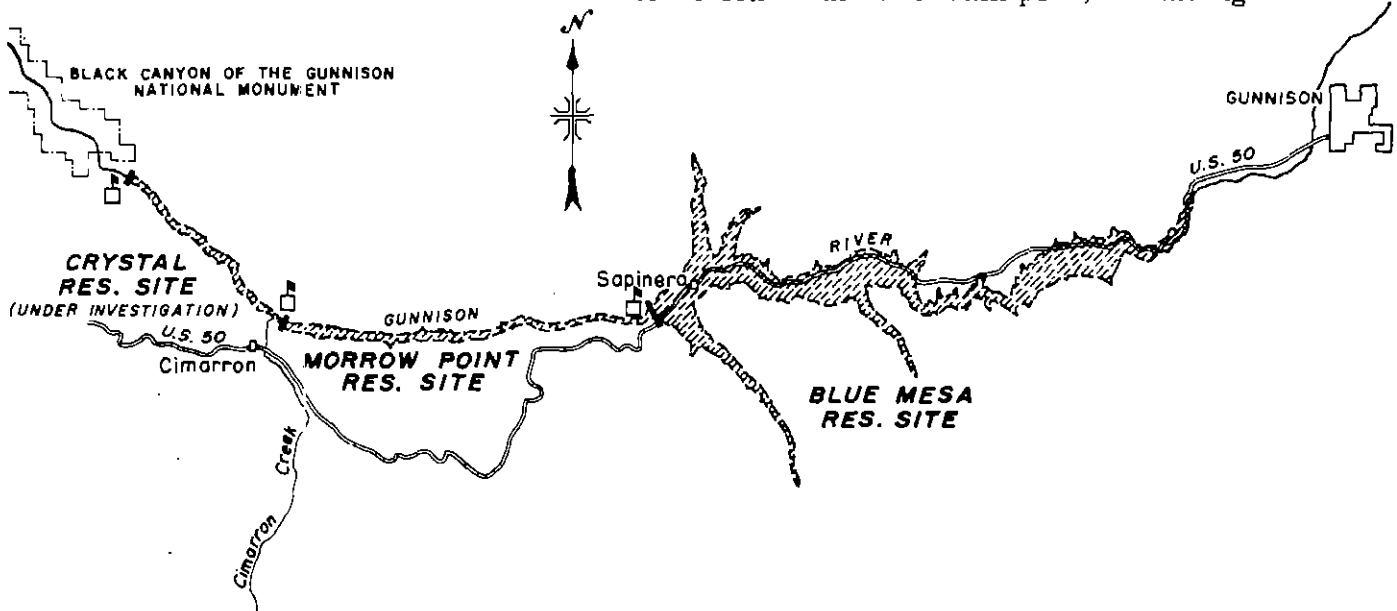 N
BLACK CANYON OF THE GUNNISON
NATIONAL MONUMENT
GUNNISON
U.S. 50
RIVER
CRYSTAL
RES. SITE
(UNDER INVESTIGATION)
Sapinero
GUNNISON
U.S. 50
Cimarron
MORROW POINT
RES. SITE
BLUE MESA
RES. SITE
Cimarron Creek